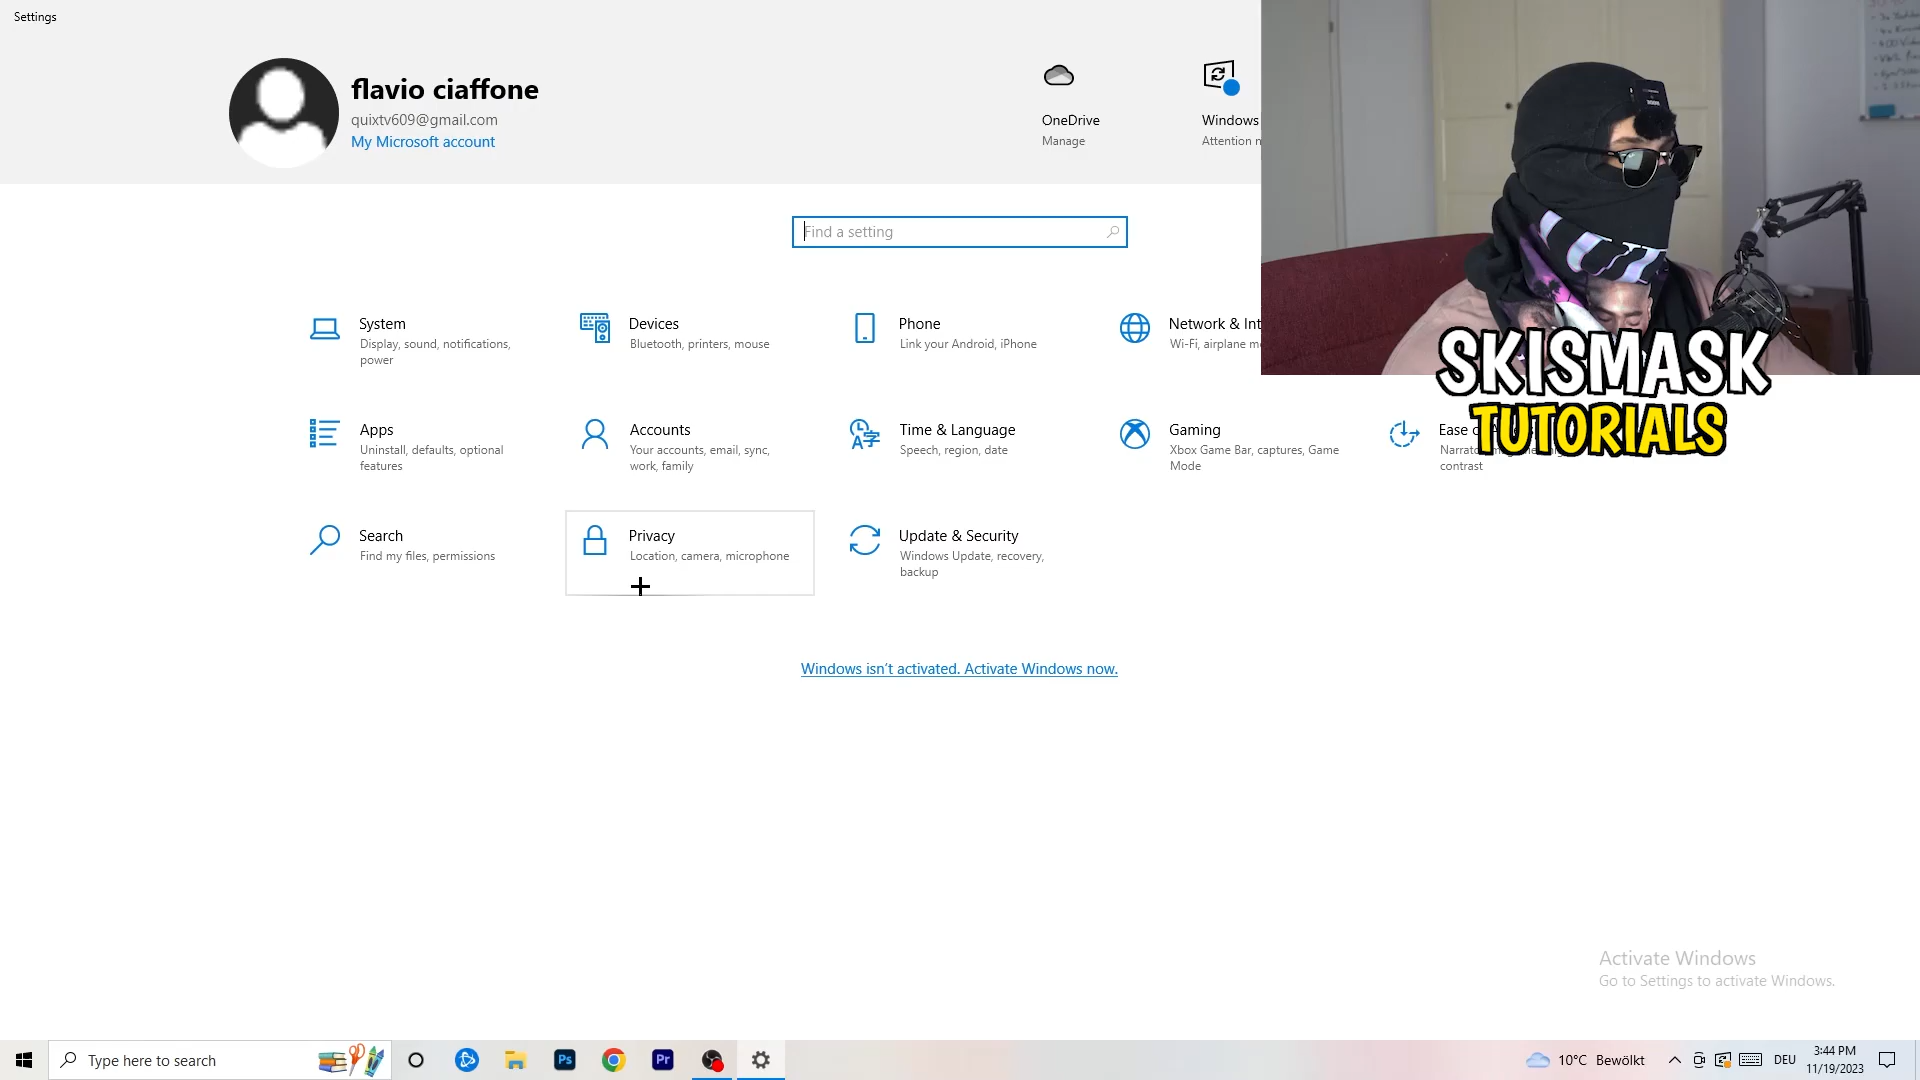 Settings
flavio ciaffone
quixtv609@gmail.com
My Microsoft account
OneDrive
Manage
Windows
Attention
Find a setting
System
Display, sound, notifications,
power
Devices
Bluetooth, printers, mouse
Phone
Link your Android, iPhone
Network & Int
Wi-Fi, airplane
SKISMASK
TUTORIALS
Apps
Uninstall, defaults, optional
features
Accounts
Your accounts, email, sync,
work, family
Time & Language
Speech, region, date
Gaming
Xbox Game Bar, captures, Game
Mode
Ease
contrast
Search
Find my files, permissions
Privacy
Location, camera, microphone
Update & Security
Windows Update, recovery,
backup
Windows isn't activated. Activate Windows now.
Activate Windows
Go to Settings to activate Windows.
Type here to search
Ps
Pr
10°C Bewölkt
DEU
3:44 PM
11/19/2023